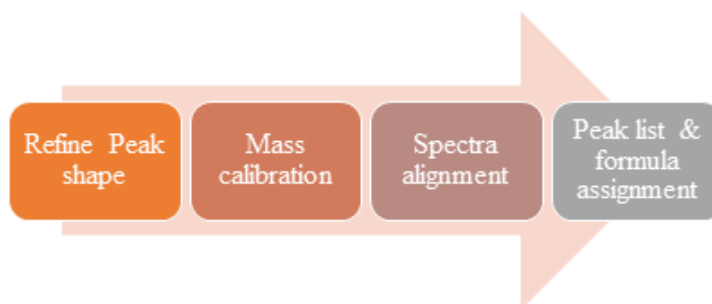 Refine Peak
shape
Mass
calibration
Spectra
alignment
Peak list &
formula
assignment